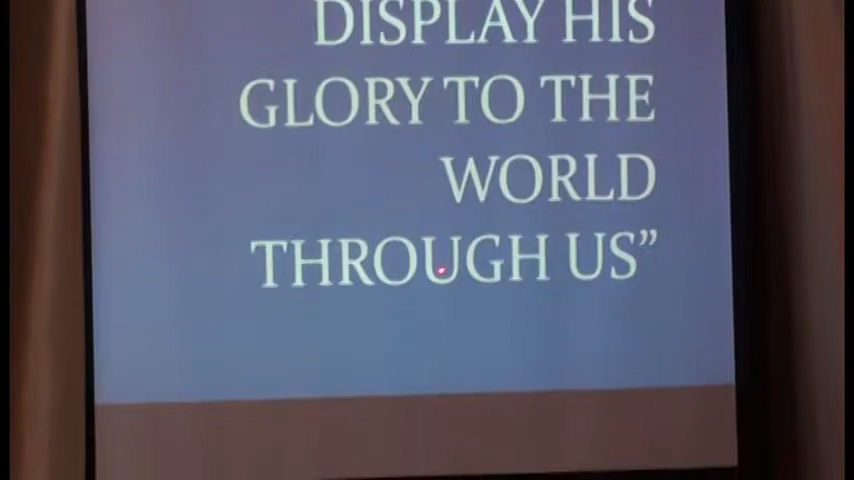 DISPLAY HIS
GLORY TO THE
WORLD
THROUGH US”